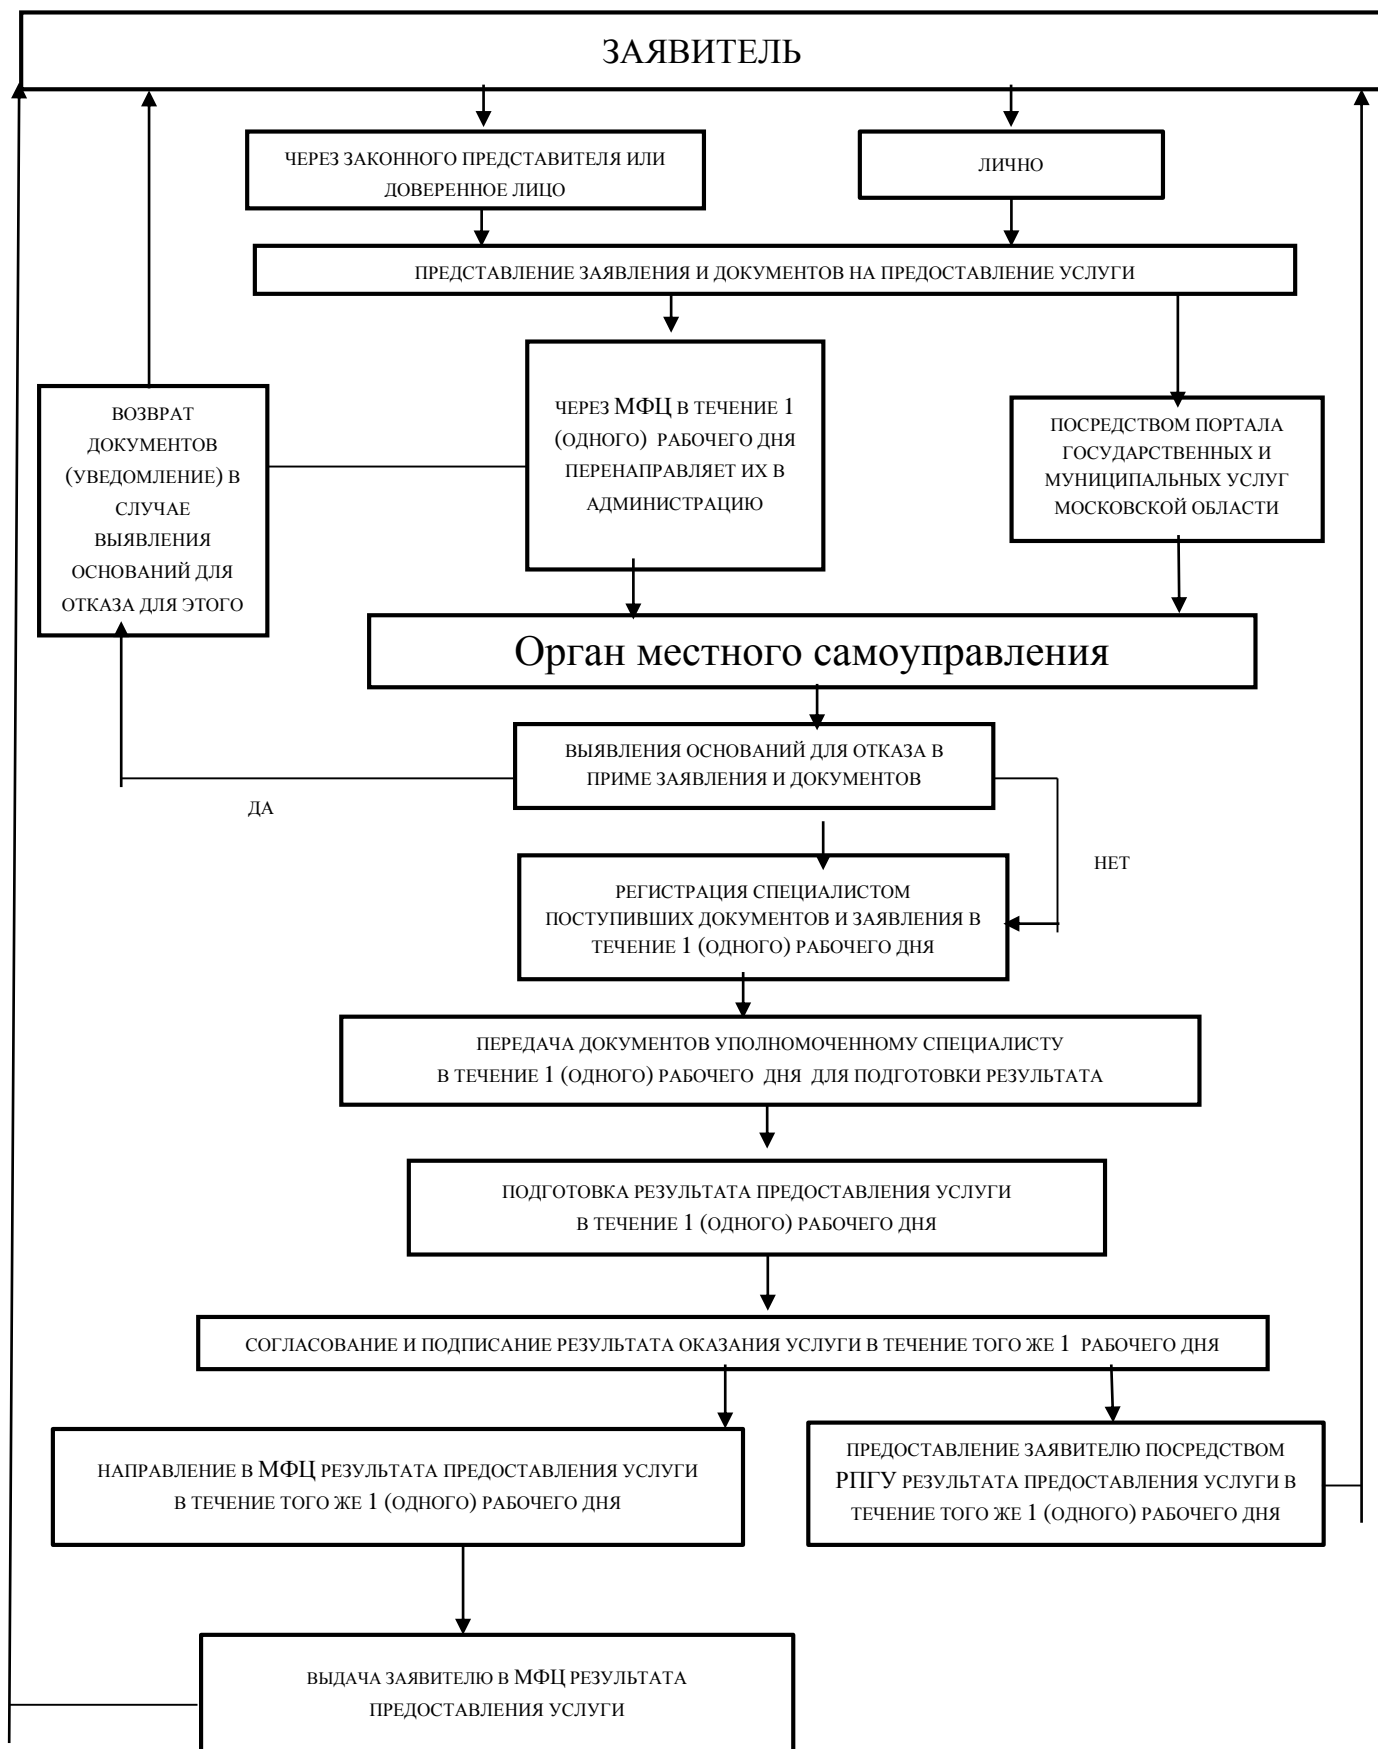 ЗАЯВИТЕЛЬ
ЧЕРЕЗ ЗАКОННОГО ПРЕДСТАВИТЕЛЯ ИЛИ
ДОВЕРЕННОЕ ЛИЦО
ЛИЧНО
ПРЕДСТАВЛЕНИЕ ЗАЯВЛЕНИЯ И ДОКУМЕНТОВ НА ПРЕДОСТАВЛЕНИЕ УСЛУГИ
ВОЗВРАТ
ДОКУМЕНТОВ
(УВЕДОМЛЕНИЕ) В
СЛУЧАЕ
ВЫЯВЛЕНИЯ
ОСНОВАНИЙ ДЛЯ
ОТКАЗА ДЛЯ ЭТОГО
ЧЕРЕЗ МФЦ В ТЕЧЕНИЕ 1
(ОДНОГО) РАБОЧЕГО ДНЯ
ПЕРЕНАПРАВЛЯЕТ ИХ В
АДМИНИСТРАЦИЮ
ПОСРЕДСТВОМ ПОРТАЛА
ГОСУДАРСТВЕННЫХ И
МУНИЦИПАЛЬНЫХ УСЛУГ
МОСКОВСКОЙ ОБЛАСТИ
Орган местного самоуправления
ВЫЯВЛЕНИЯ ОСНОВАНИЙ ДЛЯ ОТКАЗА В
ПРИМЕ ЗАЯВЛЕНИЯ И ДОКУМЕНТОВ
ДА
НЕТ
РЕГИСТРАЦИЯ СПЕЦИАЛИСТОМ
ПОСТУПИВШИХ ДОКУМЕНТОВ И ЗАЯВЛЕНИЯ В
ТЕЧЕНИЕ 1 (ОДНОГО) РАБОЧЕГО ДНЯ
ПЕРЕДАЧА ДОКУМЕНТОВ УПОЛНОМОЧЕННОМУ СПЕЦИАЛИСТУ
В ТЕЧЕНИЕ 1 (ОДНОГО) РАБОЧЕГО ДНЯ ДЛЯ ПОДГОТОВКИ РЕЗУЛЬТАТА
ПОДГОТОВКА РЕЗУЛЬТАТА ПРЕДОСТАВЛЕНИЯ УСЛУГИ
В ТЕЧЕНИЕ 1 (ОДНОГО) РАБОЧЕГО ДНЯ
СОГЛАСОВАНИЕ И ПОДПИСАНИЕ РЕЗУЛЬТАТА ОКАЗАНИЯ УСЛУГИ В ТЕЧЕНИЕ ТОГО ЖЕ 1 РАБОЧЕГО ДНЯ
НАПРАВЛЕНИЕ В МФЦ РЕЗУЛЬТАТА ПРЕДОСТАВЛЕНИЯ УСЛУГИ
В ТЕЧЕНИЕ ТОГО ЖЕ 1 (ОДНОГО) РАБОЧЕГО ДНЯ
ПРЕДОСТАВЛЕНИЕ ЗАЯВИТЕЛЮ ПОСРЕДСТВОМ
РПГУ РЕЗУЛЬТАТА ПРЕДОСТАВЛЕНИЯ УСЛУГИ В
ТЕЧЕНИЕ ТОГО ЖЕ 1 (ОДНОГО) РАБОЧЕГО ДНЯ
ВЫДАЧА ЗАЯВИТЕЛЮ В МФЦ РЕЗУЛЬТАТА
ПРЕДОСТАВЛЕНИЯ УСЛУГИ